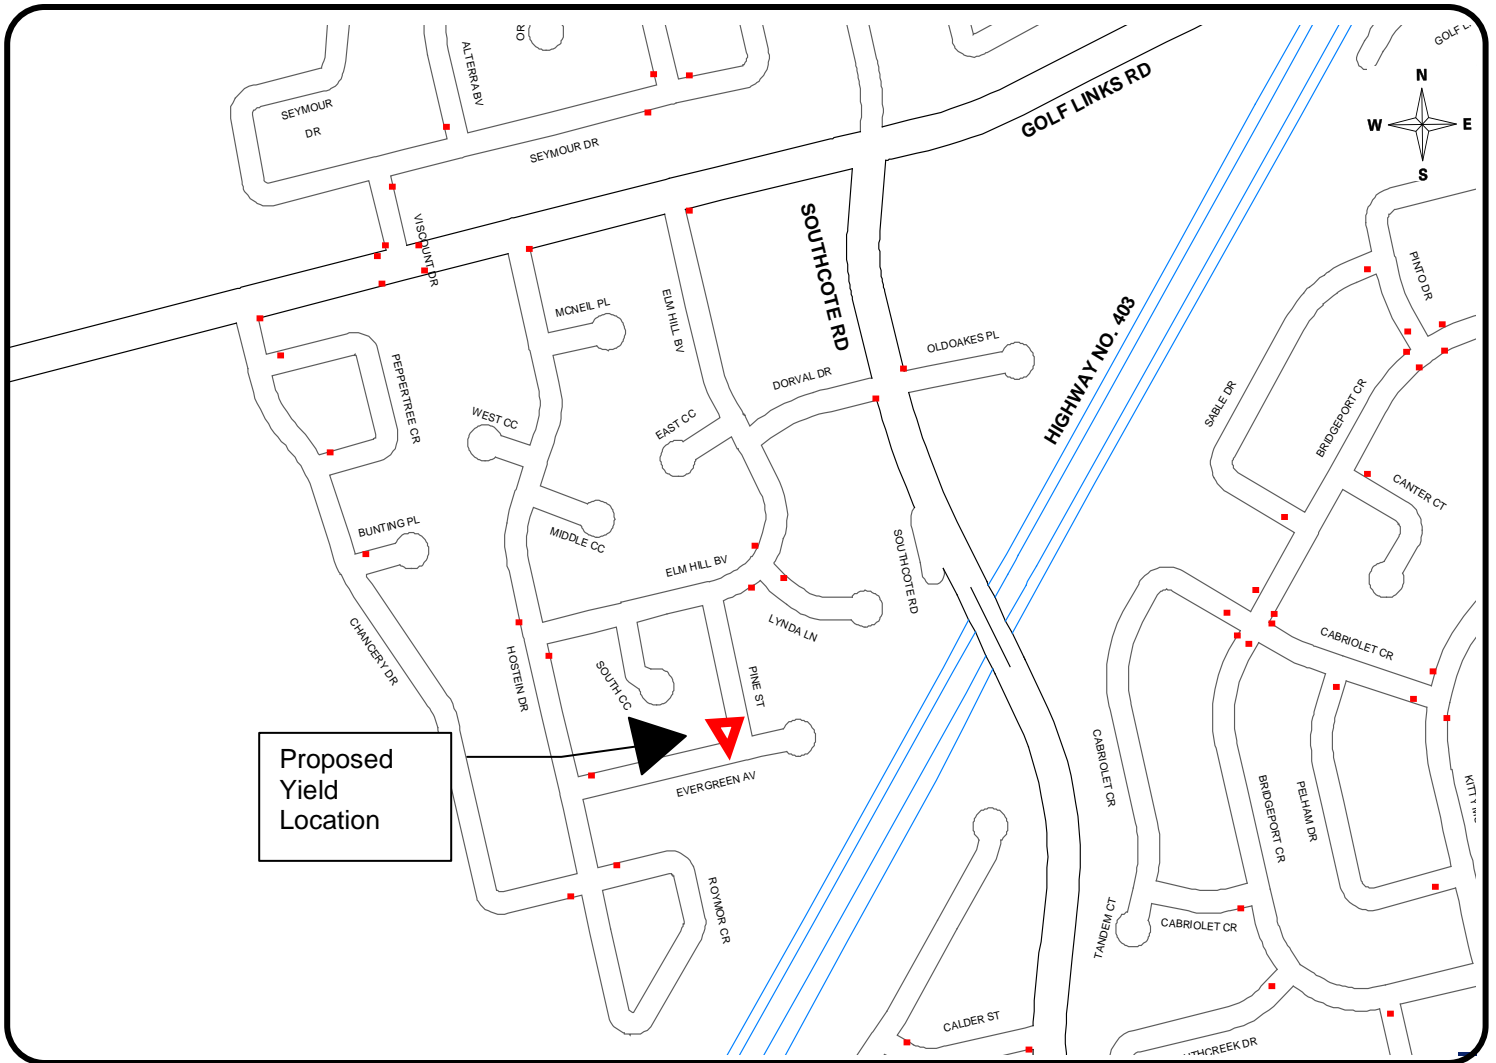 OR
ALTERRA BV
SEYMOUR
DR
SEYMOUR DR
GOLF LINKS RD
GOLF L
N
W
E
S
VISCOUNT DR
SOUTHCOTE RD
ELM HILL BV
MCNEIL PL
PEPPERTREE CR
WEST CC
EAST CC
DORVAL DR
OLDOAKES PL
HIGHWAY NO. 403
PINTO DR
SABLE DR
BRIDGEPORT CR
CANTER CT
BUNTING PL
MIDDLE CC
ELM HILL BV
SOUTHCOTE RD
LYNDA LN
CABRIOLET CR
CHANCERY DR
HOSTEIN DR
SOUTH CC
PINE ST
Proposed
Yield
Location
EVERGREEN AV
CABRIOLET CR
BRIDGEPORT CR
PELHAM DR
ROYMOR CR
TANDEM CT
CABRIOLET CR
CALDER ST
THCREEK DR